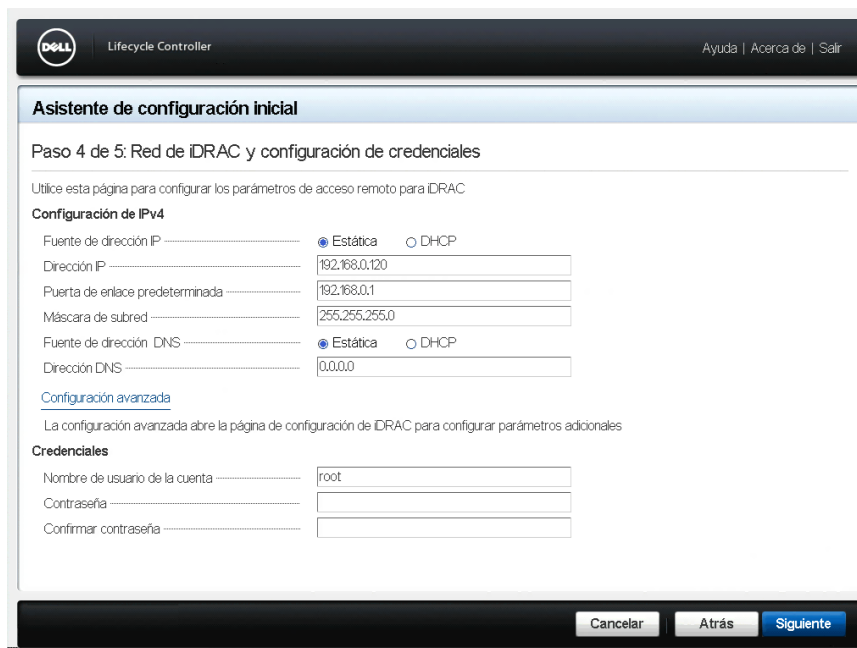 DELL
Lifecycle Controller
Ayuda | Acerca de | Salir
Asistente de configuración inicial
Paso 4 de 5: Red de iDRAC y configuración de credenciales
Utilice esta página para configurar los parámetros de acceso remoto para iDRAC
Configuración de IPv4
Fuente de dirección IP Estática DHCP
Dirección IP 192.168.0.120
Puerta de enlace predeterminada 192.168.0.1
Máscara de subred 255.255.255.0
Fuente de dirección DNS Estática DHCP
Dirección DNS 0.0.0.0
Configuración avanzada
La configuración avanzada abre la página de configuración de iDRAC para configurar parámetros adicionales
Credenciales
Nombre de usuario de la cuenta root
Contraseña
Confirmar contraseña
Cancelar Atrás Siguiente